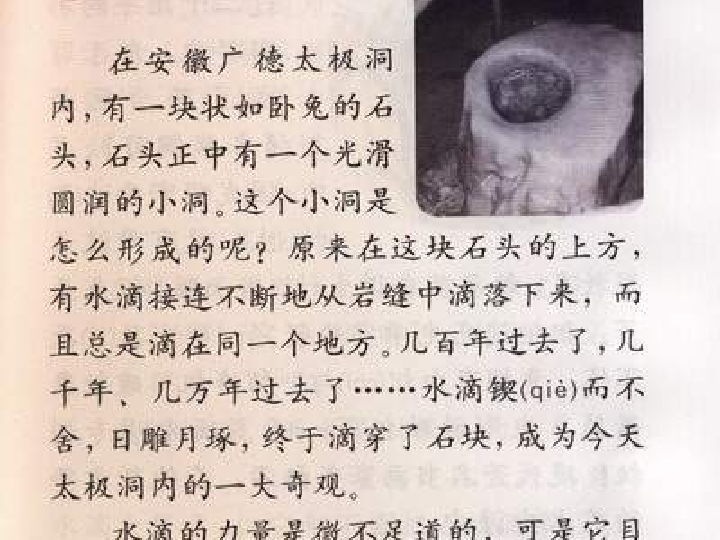 在安徽广德太极洞
内，有一块状如卧兔的石
头，石头正中有一个光滑
圆润的小洞。这个小洞是
怎么形成的呢？原来在这块石头的上方，
有水滴接连不断地从岩缝中滴落下来，而
且总是滴在同一个地方。几百年过去了，几
千年、几万年过去了……水滴锲(qiè)而不
舍，日雕月琢，终于滴穿了石块，成为今天
太极洞内的一大奇观。
水滴的力量是微不足道的，可是它目